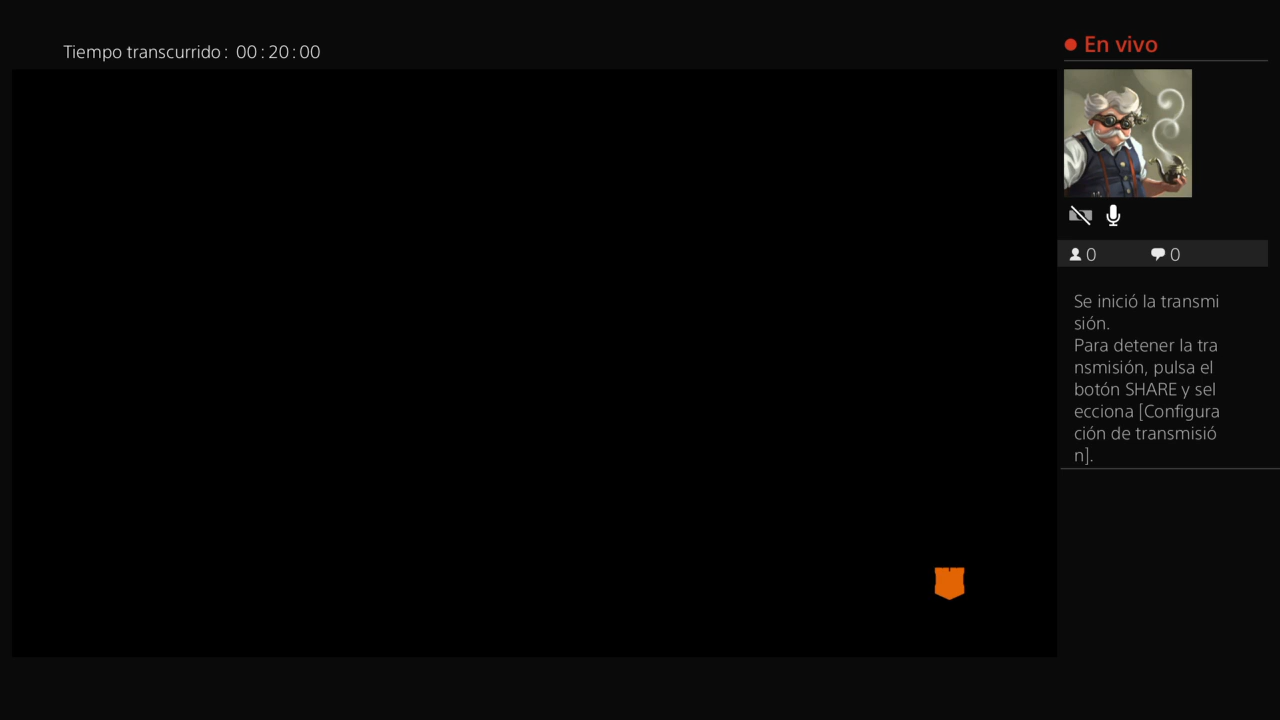 Tiempo transcurrido : 00 : 20 : 00
En vivo
0 0
Se inició la transmi
sión.
Para detener la tra
nsmisión, pulsa el
botón SHARE y sel
ecciona [Configura
ción de transmisió
n].